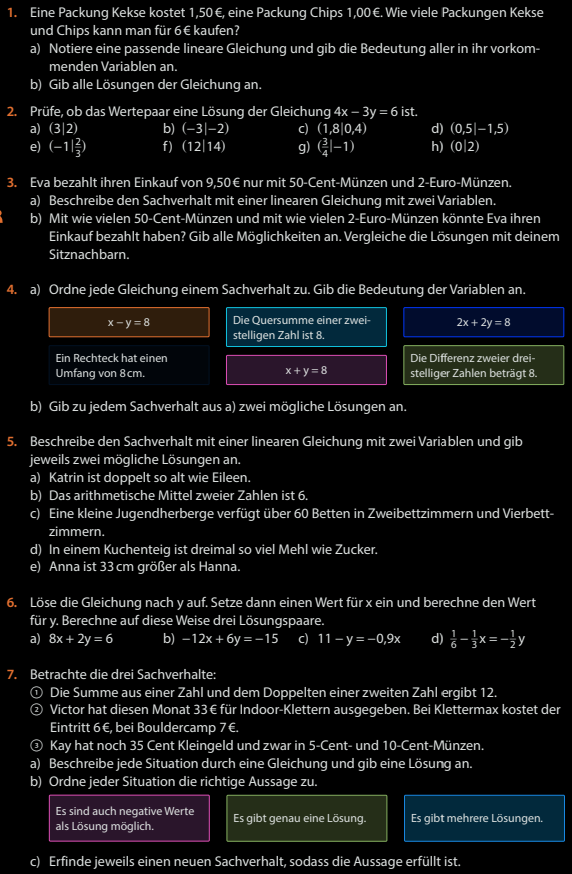 1. Eine Packung Kekse kostet 1,50 €, eine Packung Chips 1,00 €. Wie viele Packungen Kekse
und Chips kann man für 6 € kaufen?
a) Notiere eine passende lineare Gleichung und gib die Bedeutung aller in ihr vorkom-
menden Variablen an.
b) Gib alle Lösungen der Gleichung an.
2. Prüfe, ob das Wertepaar eine Lösung der Gleichung 4x − 3y = 6 ist.
a) (3|2) b) (−3|−2) c) (1,8|0,4) d) (0,5|−1,5)
e) (−1|2/3) f) (12|14) g) (3/4|−1) h) (0|2)
3. Eva bezahlt ihren Einkauf von 9,50 € nur mit 50-Cent-Münzen und 2-Euro-Münzen.
a) Beschreibe den Sachverhalt mit einer linearen Gleichung mit zwei Variablen.
b) Mit wie vielen 50-Cent-Münzen und mit wie vielen 2-Euro-Münzen könnte Eva ihren
Einkauf bezahlt haben? Gib alle Möglichkeiten an. Vergleiche die Lösungen mit deinem
Sitznachbarn.
4. a) Ordne jede Gleichung einem Sachverhalt zu. Gib die Bedeutung der Variablen an.
x − y = 8
Die Quersumme einer zwei-
stelligen Zahl ist 8.
2x + 2y = 8
Ein Rechteck hat einen
Umfang von 8 cm.
x + y = 8
Die Differenz zweier drei-
stelliger Zahlen beträgt 8.
b) Gib zu jedem Sachverhalt aus a) zwei mögliche Lösungen an.
5. Beschreibe den Sachverhalt mit einer linearen Gleichung mit zwei Variablen und gib
jeweils zwei mögliche Lösungen an.
a) Katrin ist doppelt so alt wie Eileen.
b) Das arithmetische Mittel zweier Zahlen ist 6.
c) Eine kleine Jugendherberge verfügt über 60 Betten in Zweibettzimmern und Vierbett-
zimmern.
d) In einem Kuchenteig ist dreimal so viel Mehl wie Zucker.
e) Anna ist 33 cm größer als Hanna.
6. Löse die Gleichung nach y auf. Setze dann einen Wert für x ein und berechne den Wert
für y. Berechne auf diese Weise drei Lösungspaare.
a) 8x + 2y = 6 b) −12x + 6y = −15 c) 11 − y = −0,9x d) 1/6 − 1/3x = −1/2y
7. Betrachte die drei Sachverhalte:
① Die Summe aus einer Zahl und dem Doppelten einer zweiten Zahl ergibt 12.
② Victor hat diesen Monat 33 € für Indoor-Klettern ausgegeben. Bei Klettermax kostet der
Eintritt 6 €, bei Bouldercamp 7 €.
③ Kay hat noch 35 Cent Kleingeld und zwar in 5-Cent- und 10-Cent-Münzen.
a) Beschreibe jede Situation durch eine Gleichung und gib eine Lösung an.
b) Ordne jeder Situation die richtige Aussage zu.
Es sind auch negative Werte
als Lösung möglich.
Es gibt genau eine Lösung.
Es gibt mehrere Lösungen.
c) Erfinde jeweils einen neuen Sachverhalt, sodass die Aussage erfüllt ist.